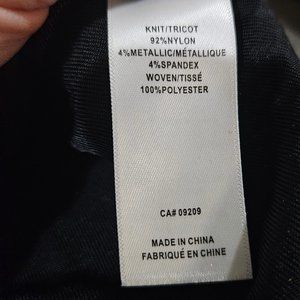 KNIT/TRICOT
92%NYLON
4%METALLIC/MÉTALLIQUE
4%SPANDEX
WOVEN/TISSÉ
100%POLYESTER
CA# 09209
MADE IN CHINA
FABRIQUÉ EN CHINE